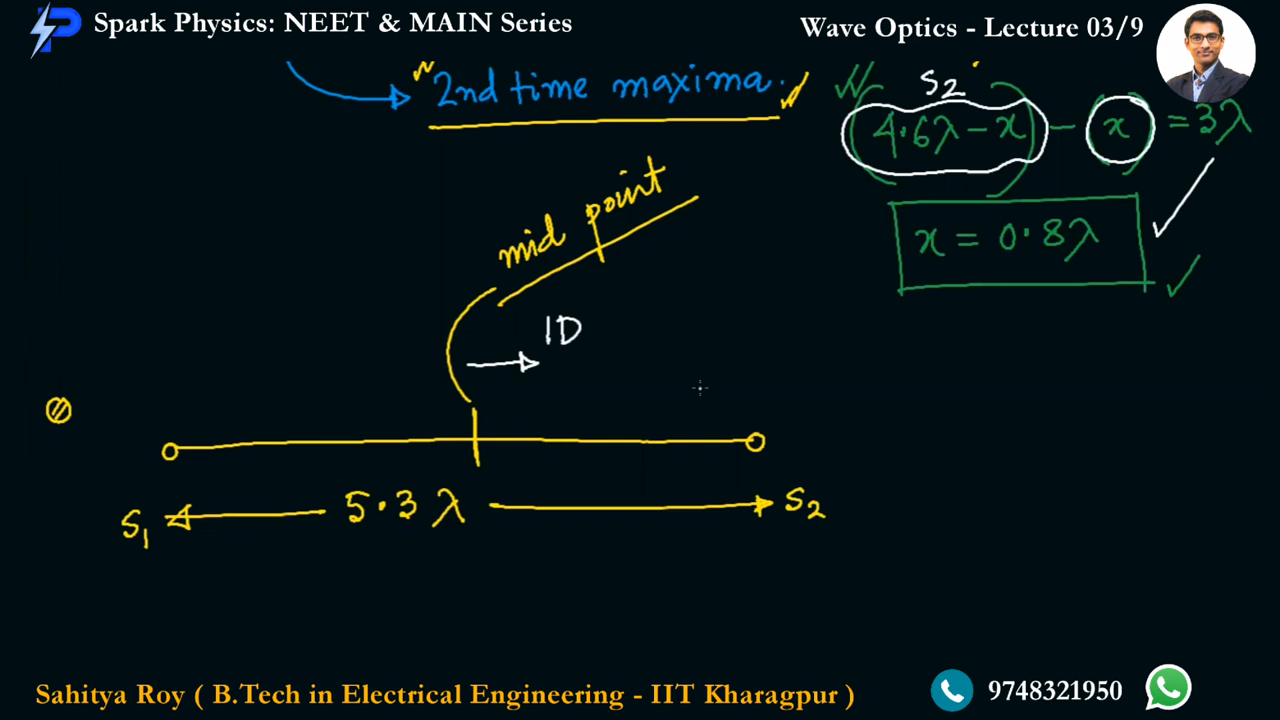 Spark Physics: NEET & MAIN Series
Wave Optics - Lecture 03/9
"2nd time maxima."
S2
(4.6λ - x) - (x) = 3λ
x = 0.8λ
mid point
1D
5.3 λ
S1
S2
Sahitya Roy ( B.Tech in Electrical Engineering - IIT Kharagpur )
9748321950